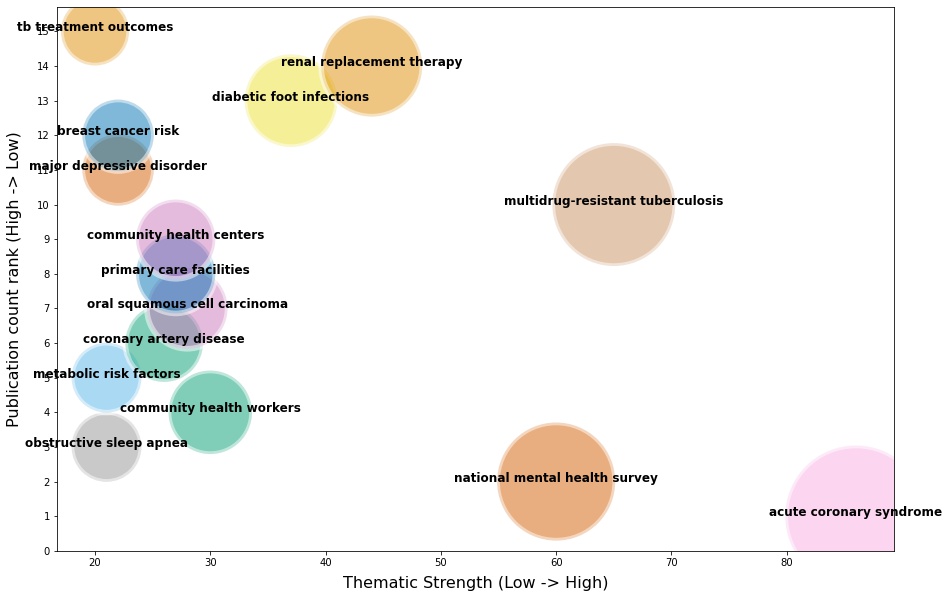 15
tb treatment outcomes
14
renal replacement therapy
13
diabetic foot infections
12
breast cancer risk
11
major depressive disorder
10
multidrug-resistant tuberculosis
9
community health centers
8
primary care facilities
7
oral squamous cell carcinoma
6
coronary artery disease
5
metabolic risk factors
4
community health workers
3
obstructive sleep apnea
2
national mental health survey
1
acute coronary syndrome
0
Publication count rank (High -> Low)
20 30 40 50 60 70 80
Thematic Strength (Low -> High)